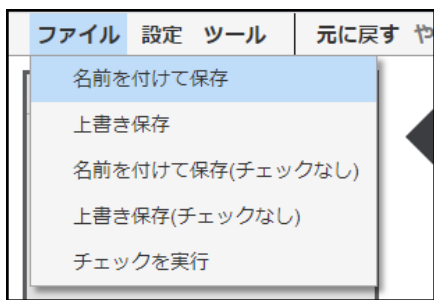 ファイル 設定 ツール 元に戻す や
名前を付けて保存
上書き保存
名前を付けて保存(チェックなし)
上書き保存(チェックなし)
チェックを実行